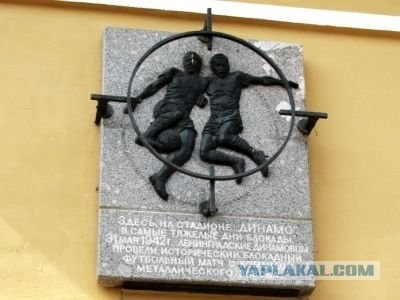 ЗДЕСЬ, НА СТАДИОНЕ "ДИНАМО"
В САМЫЕ ТЯЖЕЛЫЕ ДНИ БЛОКАДЫ
31 МАЯ 1942 г. ЛЕНИНГРАДСКИЕ ДИНАМОВЦЫ
ПРОВЕЛИ ИСТОРИЧЕСКИЙ БЛОКАДНЫЙ
ФУТБОЛЬНЫЙ МАТЧ
МЕТАЛЛИЧЕСКОГО
YAPLAKAL.COM